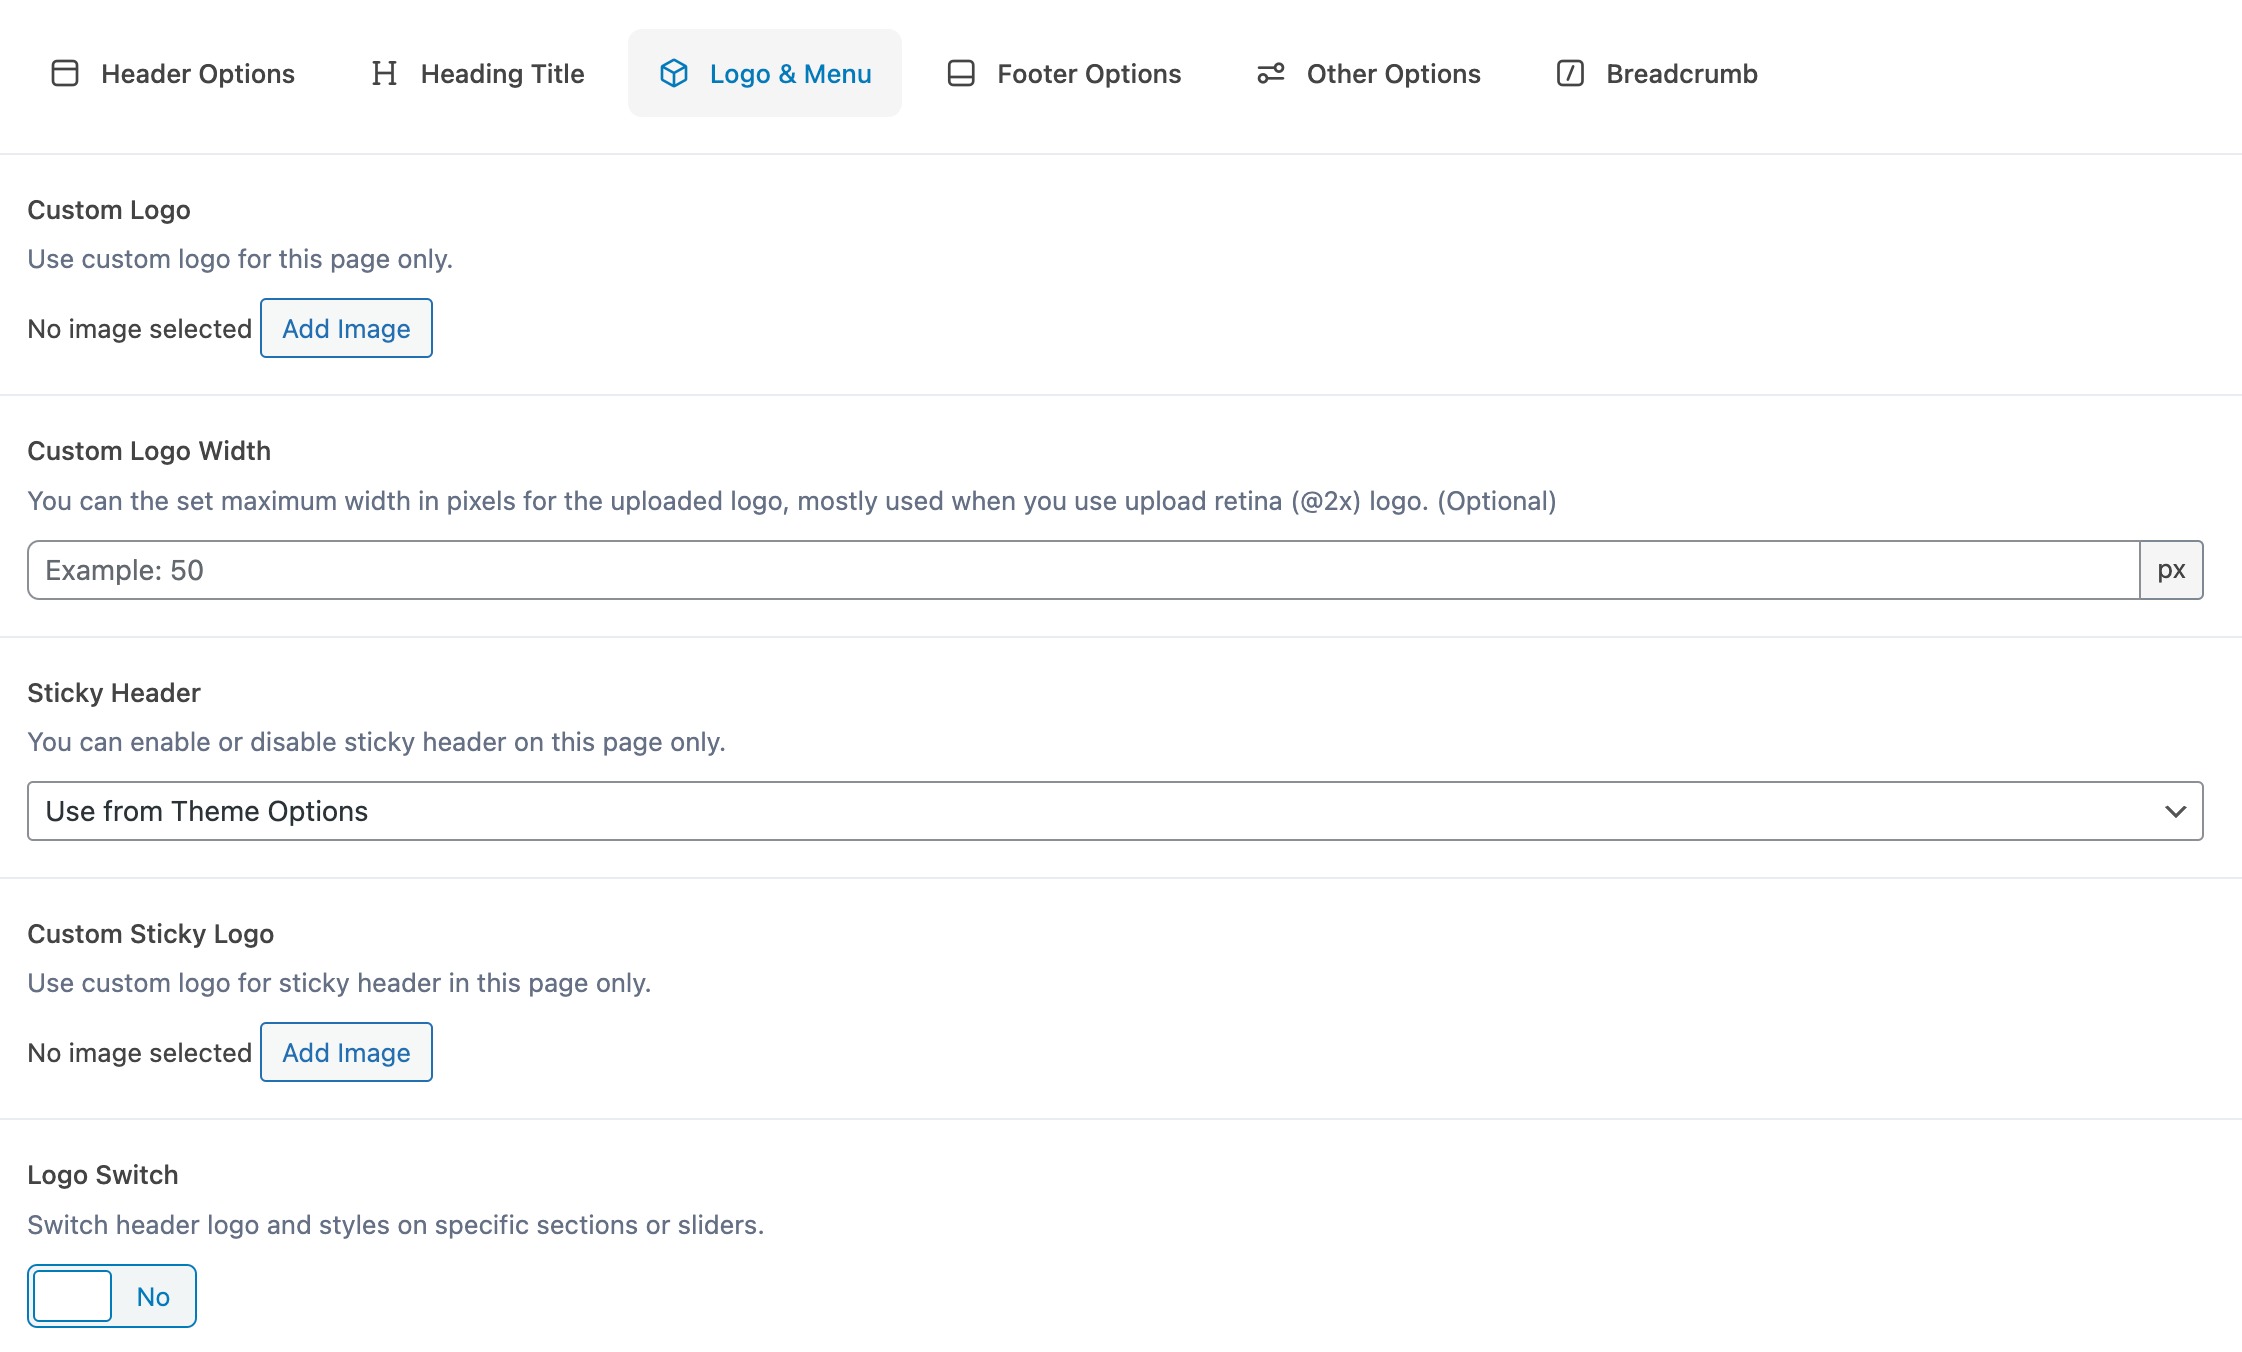 Header Options Heading Title Logo & Menu Footer Options Other Options Breadcrumb
Custom Logo
Use custom logo for this page only.
No image selected Add Image
Custom Logo Width
You can the set maximum width in pixels for the uploaded logo, mostly used when you use upload retina (@2x) logo. (Optional)
Example: 50 px
Sticky Header
You can enable or disable sticky header on this page only.
Use from Theme Options
Custom Sticky Logo
Use custom logo for sticky header in this page only.
No image selected Add Image
Logo Switch
Switch header logo and styles on specific sections or sliders.
No